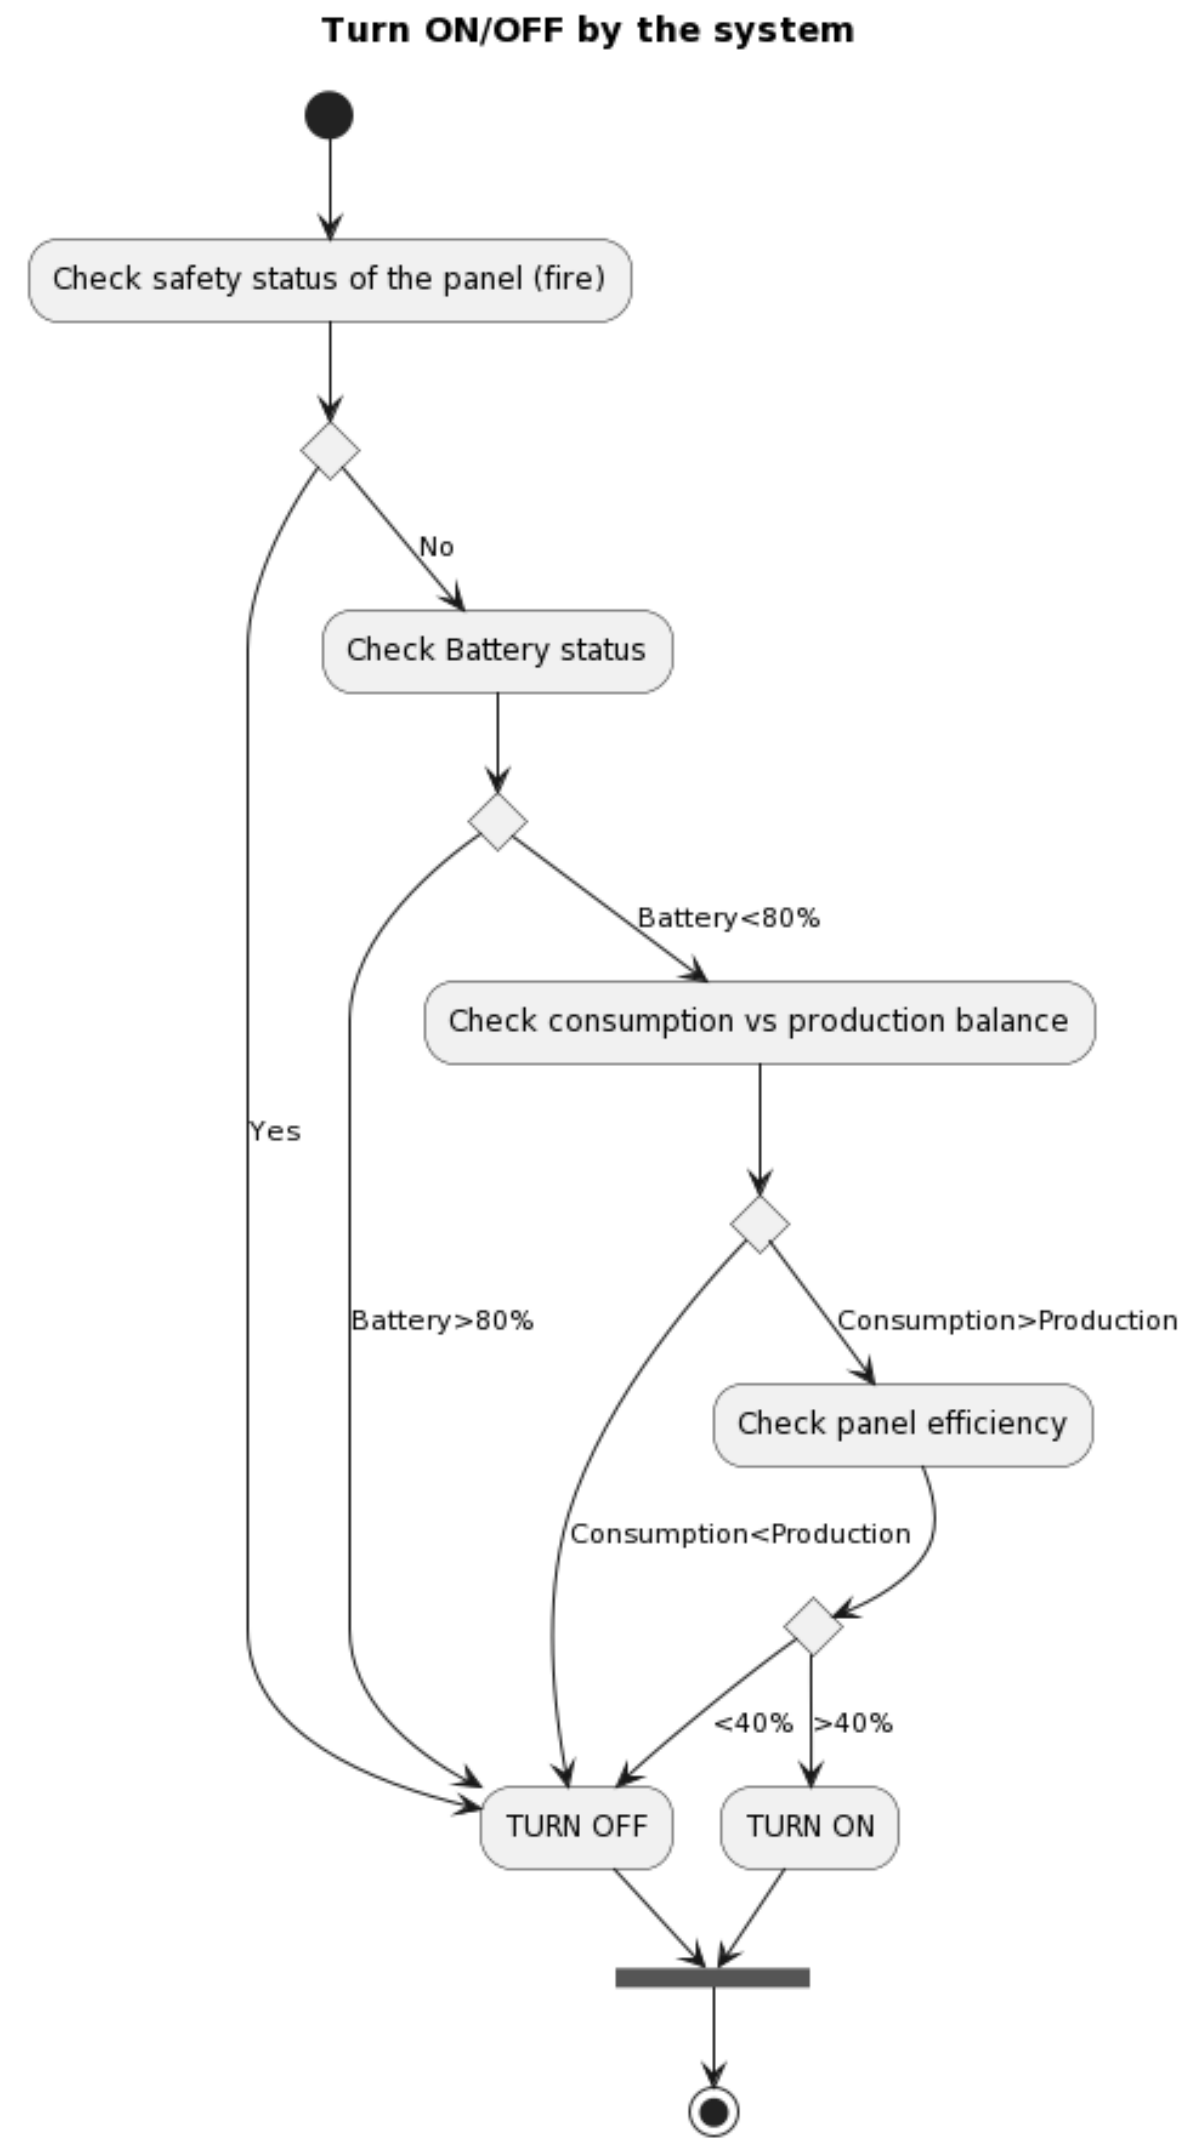 Turn ON/OFF by the system
Check safety status of the panel (fire)
No
Check Battery status
Battery<80%
Check consumption vs production balance
Yes
Battery>80%
Consumption>Production
Check panel efficiency
Consumption<Production
<40%
>40%
TURN OFF
TURN ON